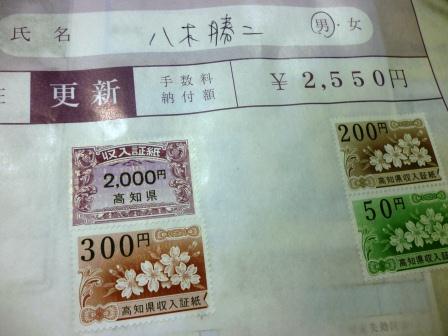 氏名 八木勝二 男・女
更新 手数料納付額 ¥2,550円
収入証紙
2,000円
高知県
300円
高知県収入証紙
200円
高知県収入証紙
50円
高知県収入証紙